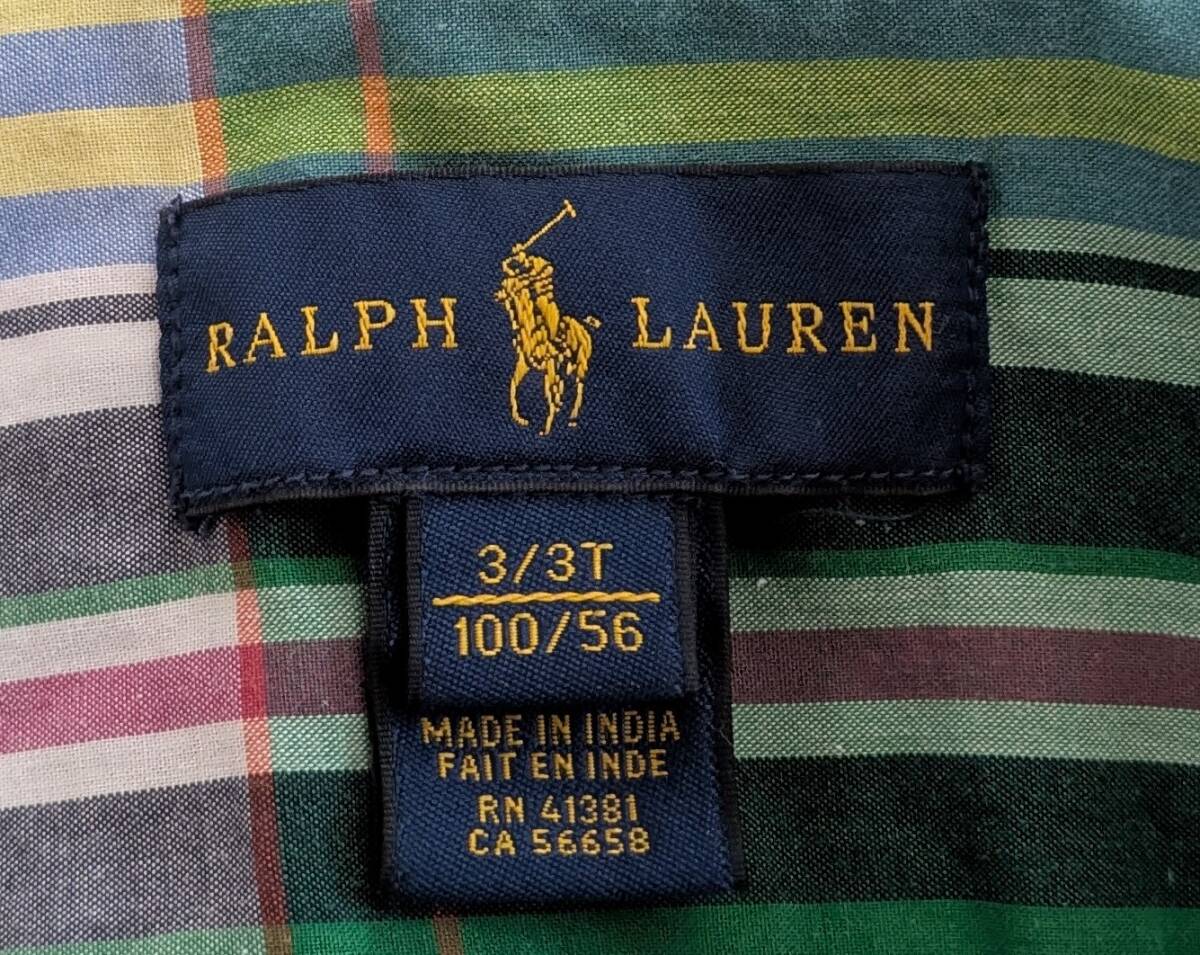 RALPH LAUREN
3/3T
100/56
MADE IN INDIA
FAIT EN INDE
RN 41381
CA 56658